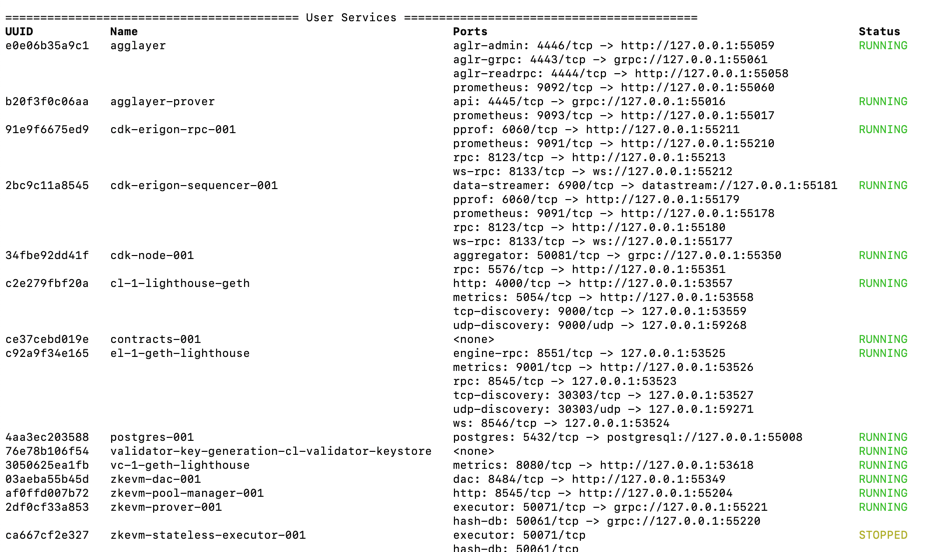 ========================================== User Services ==========================================
UUID Name Ports Status
e0e06b35a9c1 agglayer aglr-admin: 4446/tcp -> http://127.0.0.1:55059 RUNNING
aglr-grpc: 4443/tcp -> grpc://127.0.0.1:55061
aglr-readrpc: 4444/tcp -> http://127.0.0.1:55058
prometheus: 9092/tcp -> http://127.0.0.1:55060
b20f3f0c06aa agglayer-prover api: 4445/tcp -> grpc://127.0.0.1:55016 RUNNING
prometheus: 9093/tcp -> http://127.0.0.1:55017
91e9f6675ed9 cdk-erigon-rpc-001 pprof: 6060/tcp -> http://127.0.0.1:55211 RUNNING
prometheus: 9091/tcp -> http://127.0.0.1:55210
rpc: 8123/tcp -> http://127.0.0.1:55213
ws-rpc: 8133/tcp -> ws://127.0.0.1:55212
2bc9c11a8545 cdk-erigon-sequencer-001 data-streamer: 6900/tcp -> datastream://127.0.0.1:55181 RUNNING
pprof: 6060/tcp -> http://127.0.0.1:55179
prometheus: 9091/tcp -> http://127.0.0.1:55178
rpc: 8123/tcp -> http://127.0.0.1:55180
ws-rpc: 8133/tcp -> ws://127.0.0.1:55177
34fbe92dd41f cdk-node-001 aggregator: 50081/tcp -> grpc://127.0.0.1:55350 RUNNING
rpc: 5576/tcp -> http://127.0.0.1:55351
c2e279fbf20a cl-1-lighthouse-geth http: 4000/tcp -> http://127.0.0.1:53557 RUNNING
metrics: 5054/tcp -> http://127.0.0.1:53558
tcp-discovery: 9000/tcp -> 127.0.0.1:53559
udp-discovery: 9000/udp -> 127.0.0.1:59268
ce37cebd019e contracts-001 <none> RUNNING
c92a9f34e165 el-1-geth-lighthouse engine-rpc: 8551/tcp -> 127.0.0.1:53525 RUNNING
metrics: 9001/tcp -> http://127.0.0.1:53526
rpc: 8545/tcp -> 127.0.0.1:53523
tcp-discovery: 30303/tcp -> 127.0.0.1:53527
udp-discovery: 30303/udp -> 127.0.0.1:59271
ws: 8546/tcp -> 127.0.0.1:53524
4aa3ec203588 postgres-001 postgres: 5432/tcp -> postgresql://127.0.0.1:55008 RUNNING
76e78b106f54 validator-key-generation-cl-validator-keystore <none> RUNNING
3050625ea1fb vc-1-geth-lighthouse metrics: 8080/tcp -> http://127.0.0.1:53618 RUNNING
03aeba55b45d zkevm-dac-001 dac: 8484/tcp -> http://127.0.0.1:55349 RUNNING
af0ffd007b72 zkevm-pool-manager-001 http: 8545/tcp -> http://127.0.0.1:55204 RUNNING
2df0cf33a853 zkevm-prover-001 executor: 50071/tcp -> grpc://127.0.0.1:55221 RUNNING
hash-db: 50061/tcp -> grpc://127.0.0.1:55220
ca667cf2e327 zkevm-stateless-executor-001 executor: 50071/tcp STOPPED
hash-db: 50061/tcp